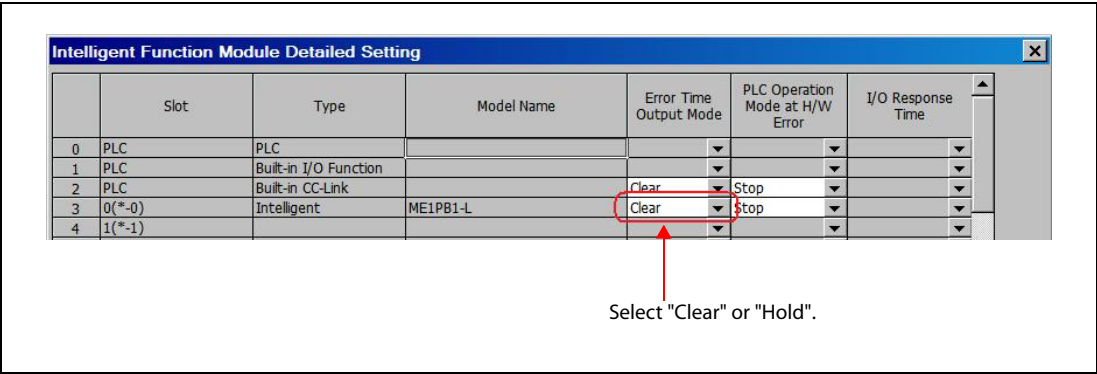 Intelligent Function Module Detailed Setting
Slot Type Model Name Error Time Output Mode PLC Operation Mode at H/W Error I/O Response Time
0 PLC PLC
1 PLC Built-in I/O Function
2 PLC Built-in CC-Link Clear Stop
3 0(*-0) Intelligent ME1PB1-L Clear Stop
4 1(*-1)
Select "Clear" or "Hold".